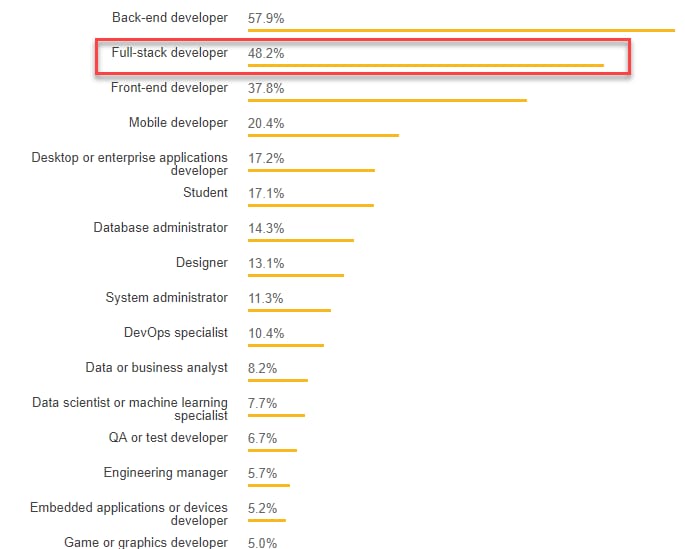 Back-end developer 57.9%
Full-stack developer 48.2%
Front-end developer 37.8%
Mobile developer 20.4%
Desktop or enterprise applications 17.2%
developer
Student 17.1%
Database administrator 14.3%
Designer 13.1%
System administrator 11.3%
DevOps specialist 10.4%
Data or business analyst 8.2%
Data scientist or machine learning 7.7%
specialist
QA or test developer 6.7%
Engineering manager 5.7%
Embedded applications or devices 5.2%
developer
Game or graphics developer 5.0%